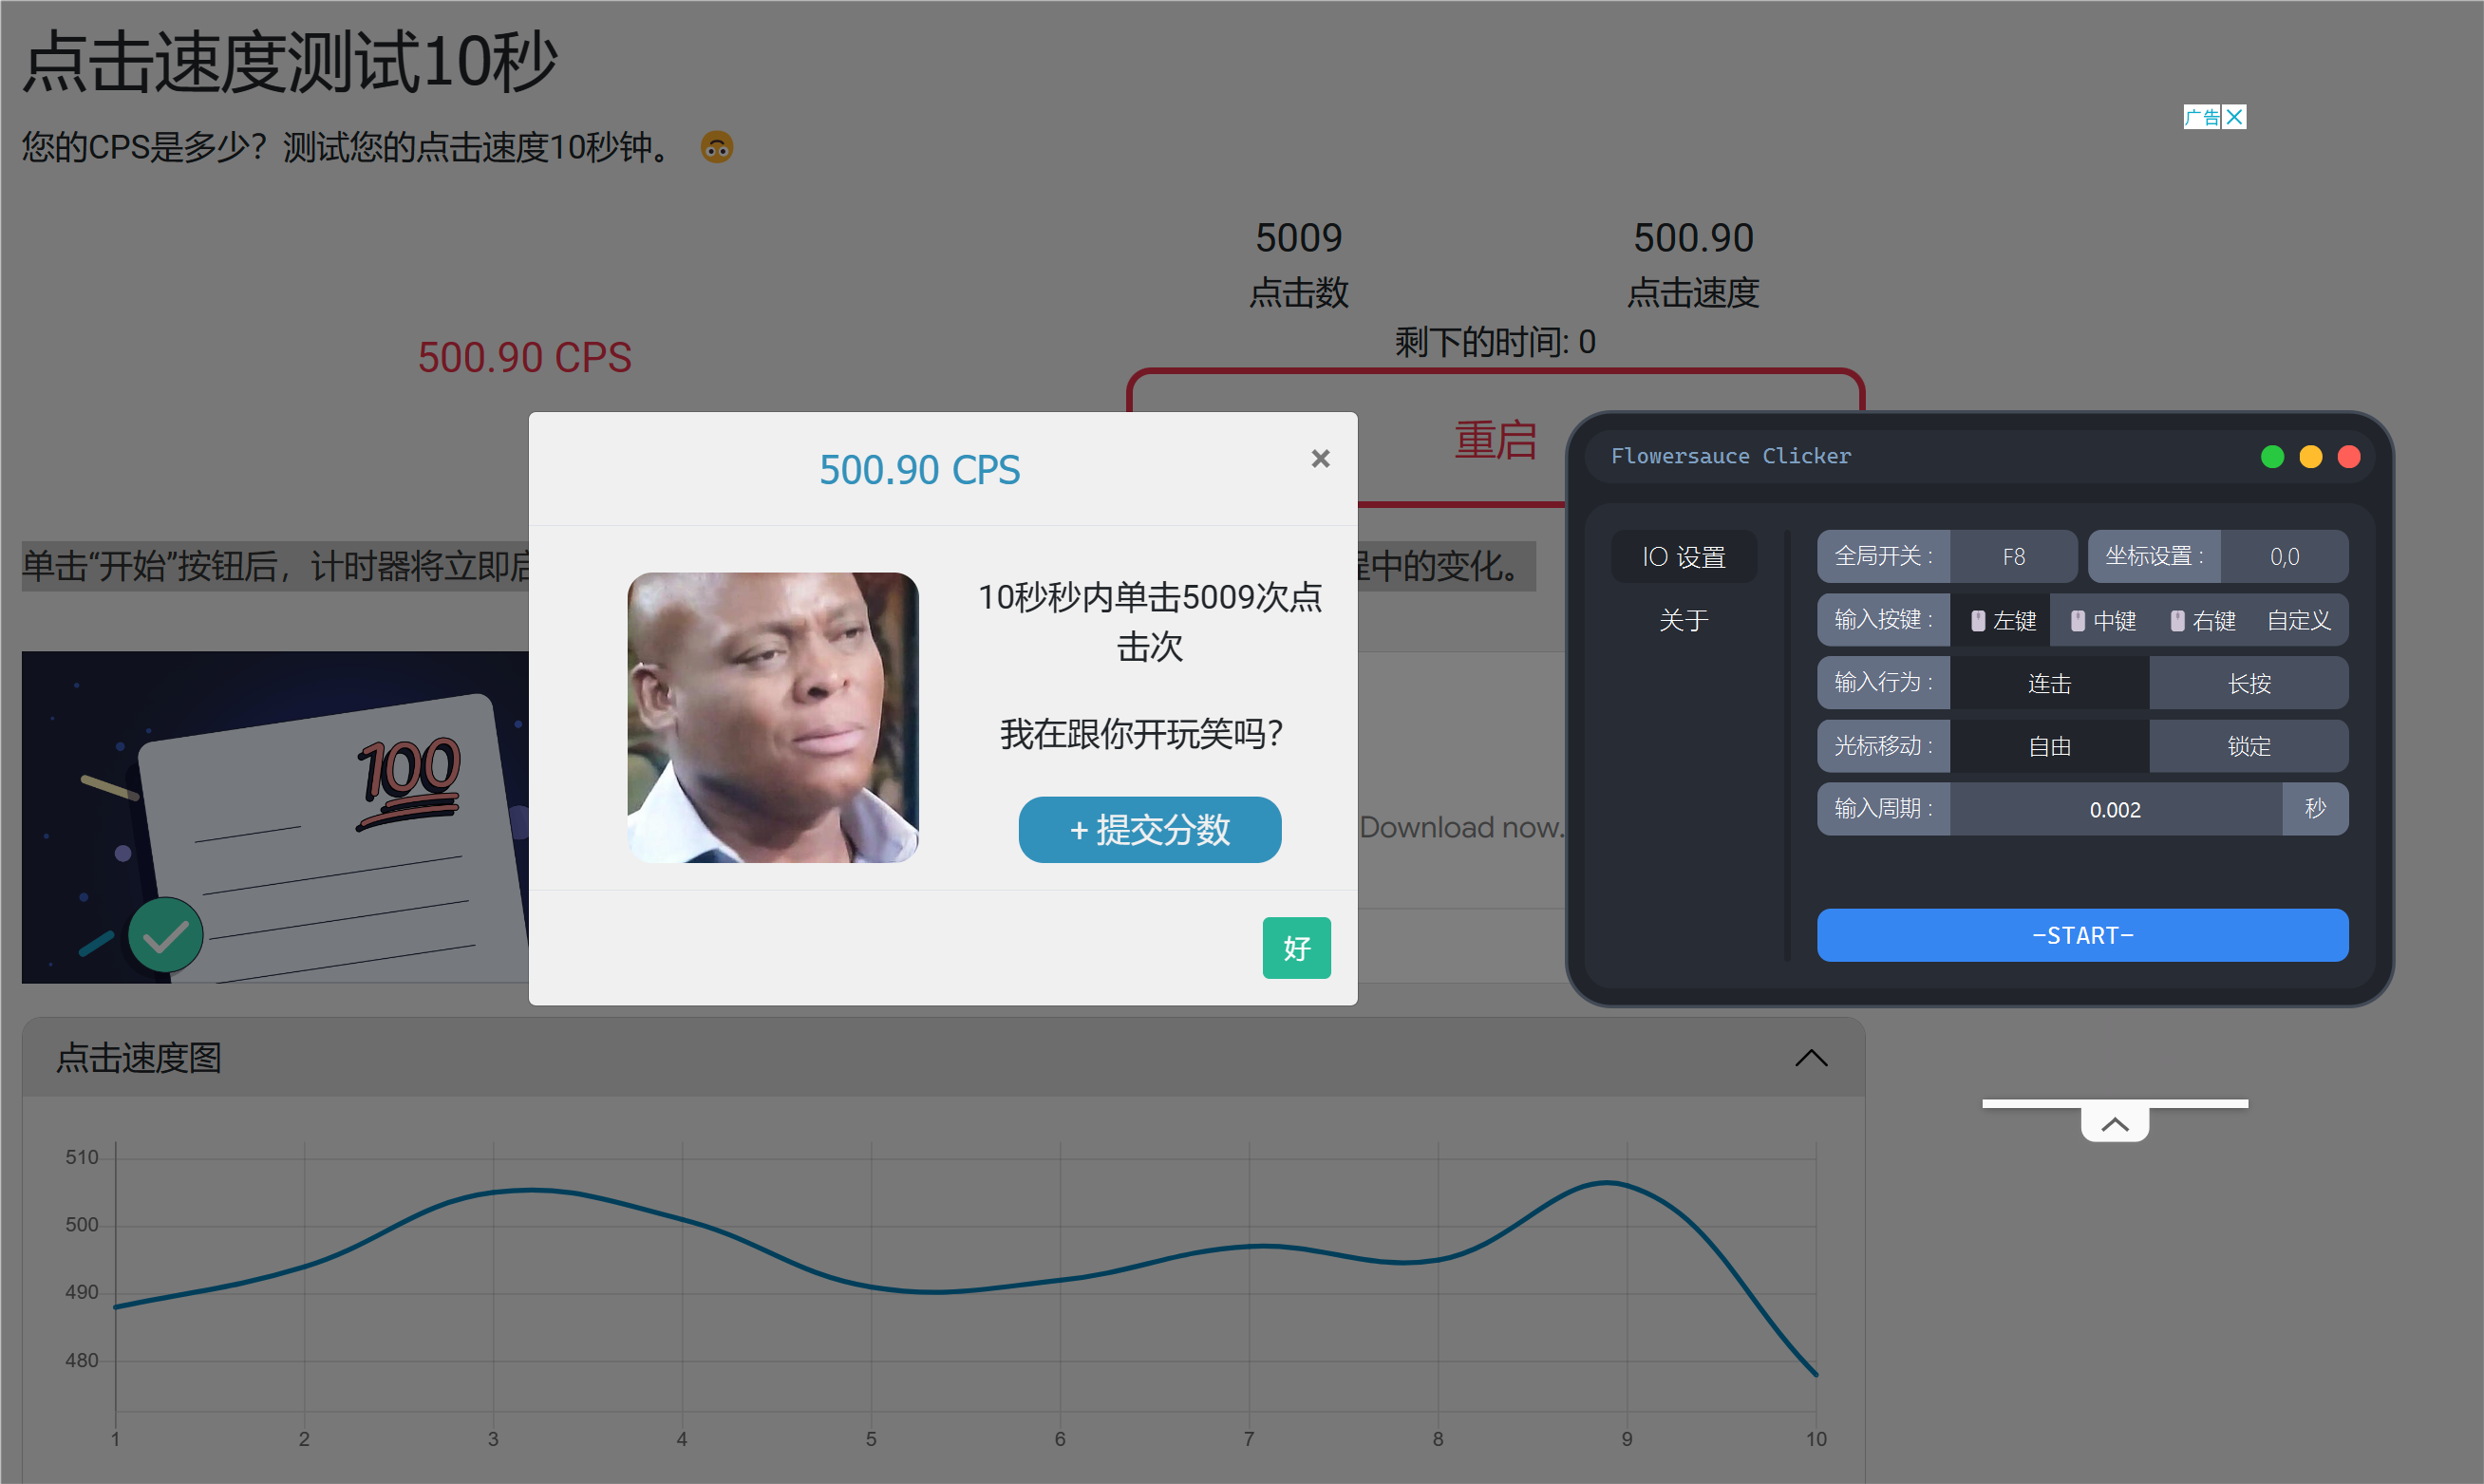 点击速度测试10秒
您的CPS是多少？测试您的点击速度10秒钟。
广告
5009
点击数
500.90
点击速度
剩下的时间: 0
500.90 CPS
重启
单击“开始”按钮后，计时器将立即启
程中的变化。
500.90 CPS
×
10秒秒内单击5009次点
击次
我在跟你开玩笑吗？
+ 提交分数
好
100
Download now.
Flowersauce Clicker
IO 设置
关于
全局开关 :
F8
坐标设置 :
0,0
输入按键 :
左键
中键
右键
自定义
输入行为 :
连击
长按
光标移动 :
自由
锁定
输入周期 :
0.002
秒
-START-
点击速度图
510
500
490
480
1 2 3 4 5 6 7 8 9 10